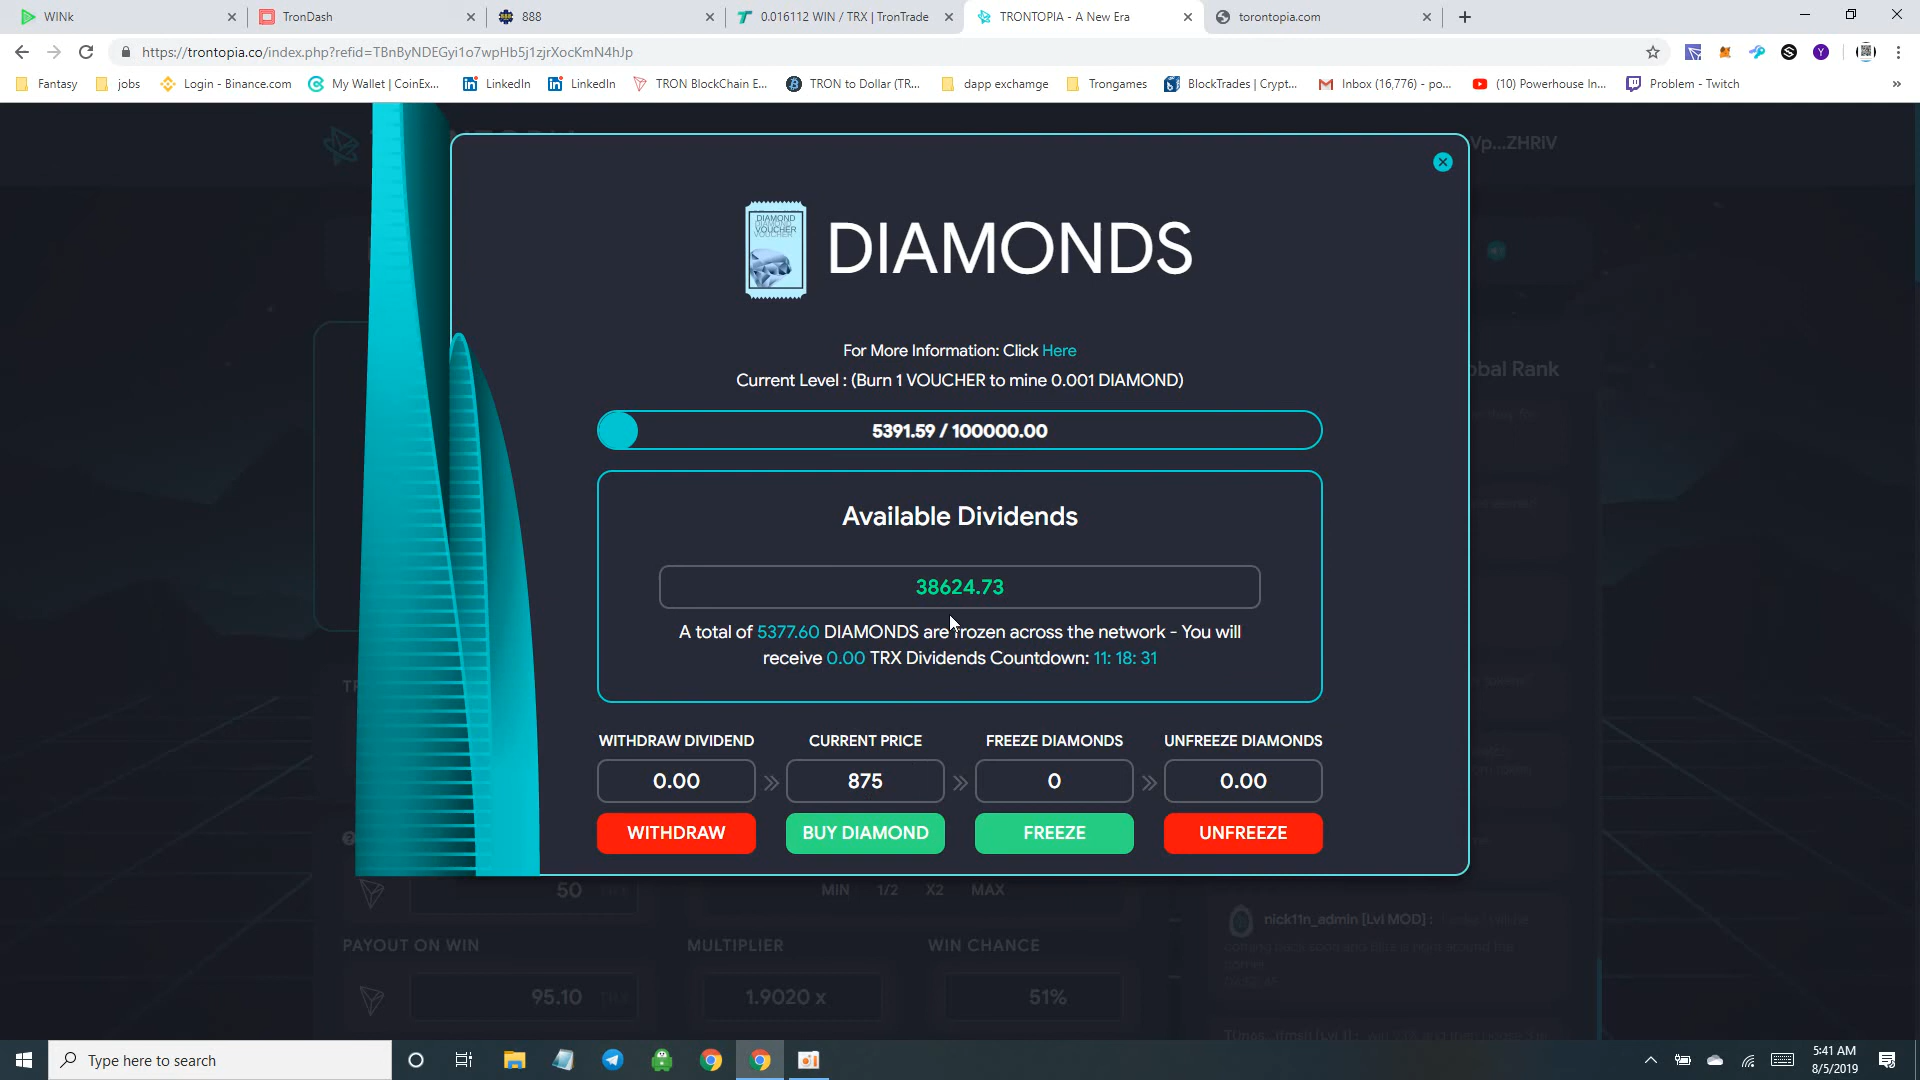 WINk
TronDash
888
0.016112 WIN / TRX | TronTrade
TRONTOPIA - A New Era
torontopia.com
https://trontopia.co/index.php?refid=TBnByNDEGyi1o7wpHb5j1zjrXocKmN4hJp
Fantasy
jobs
Login - Binance.com
My Wallet | CoinEx...
LinkedIn
LinkedIn
TRON BlockChain E...
TRON to Dollar (TR...
dapp exchamge
Trongames
BlockTrades | Crypt...
Inbox (16,776) - po...
(10) Powerhouse In...
Problem - Twitch
Vp...ZHRiV
DIAMOND
VOUCHER
DIAMONDS
For More Information: Click Here
Current Level : (Burn 1 VOUCHER to mine 0.001 DIAMOND)
5391.59 / 100000.00
Available Dividends
38624.73
A total of 5377.60 DIAMONDS are frozen across the network - You will
receive 0.00 TRX Dividends Countdown: 11: 18: 31
WITHDRAW DIVIDEND
CURRENT PRICE
FREEZE DIAMONDS
UNFREEZE DIAMONDS
0.00
875
0
0.00
WITHDRAW
BUY DIAMOND
FREEZE
UNFREEZE
obal Rank
50 TRX
MIN 1/2 X2 MAX
PAYOUT ON WIN
MULTIPLIER
WIN CHANCE
95.10 TRX
1.9020 x
51%
nick11n_admin [Lvl MOD] :
Type here to search
5:41 AM
8/5/2019